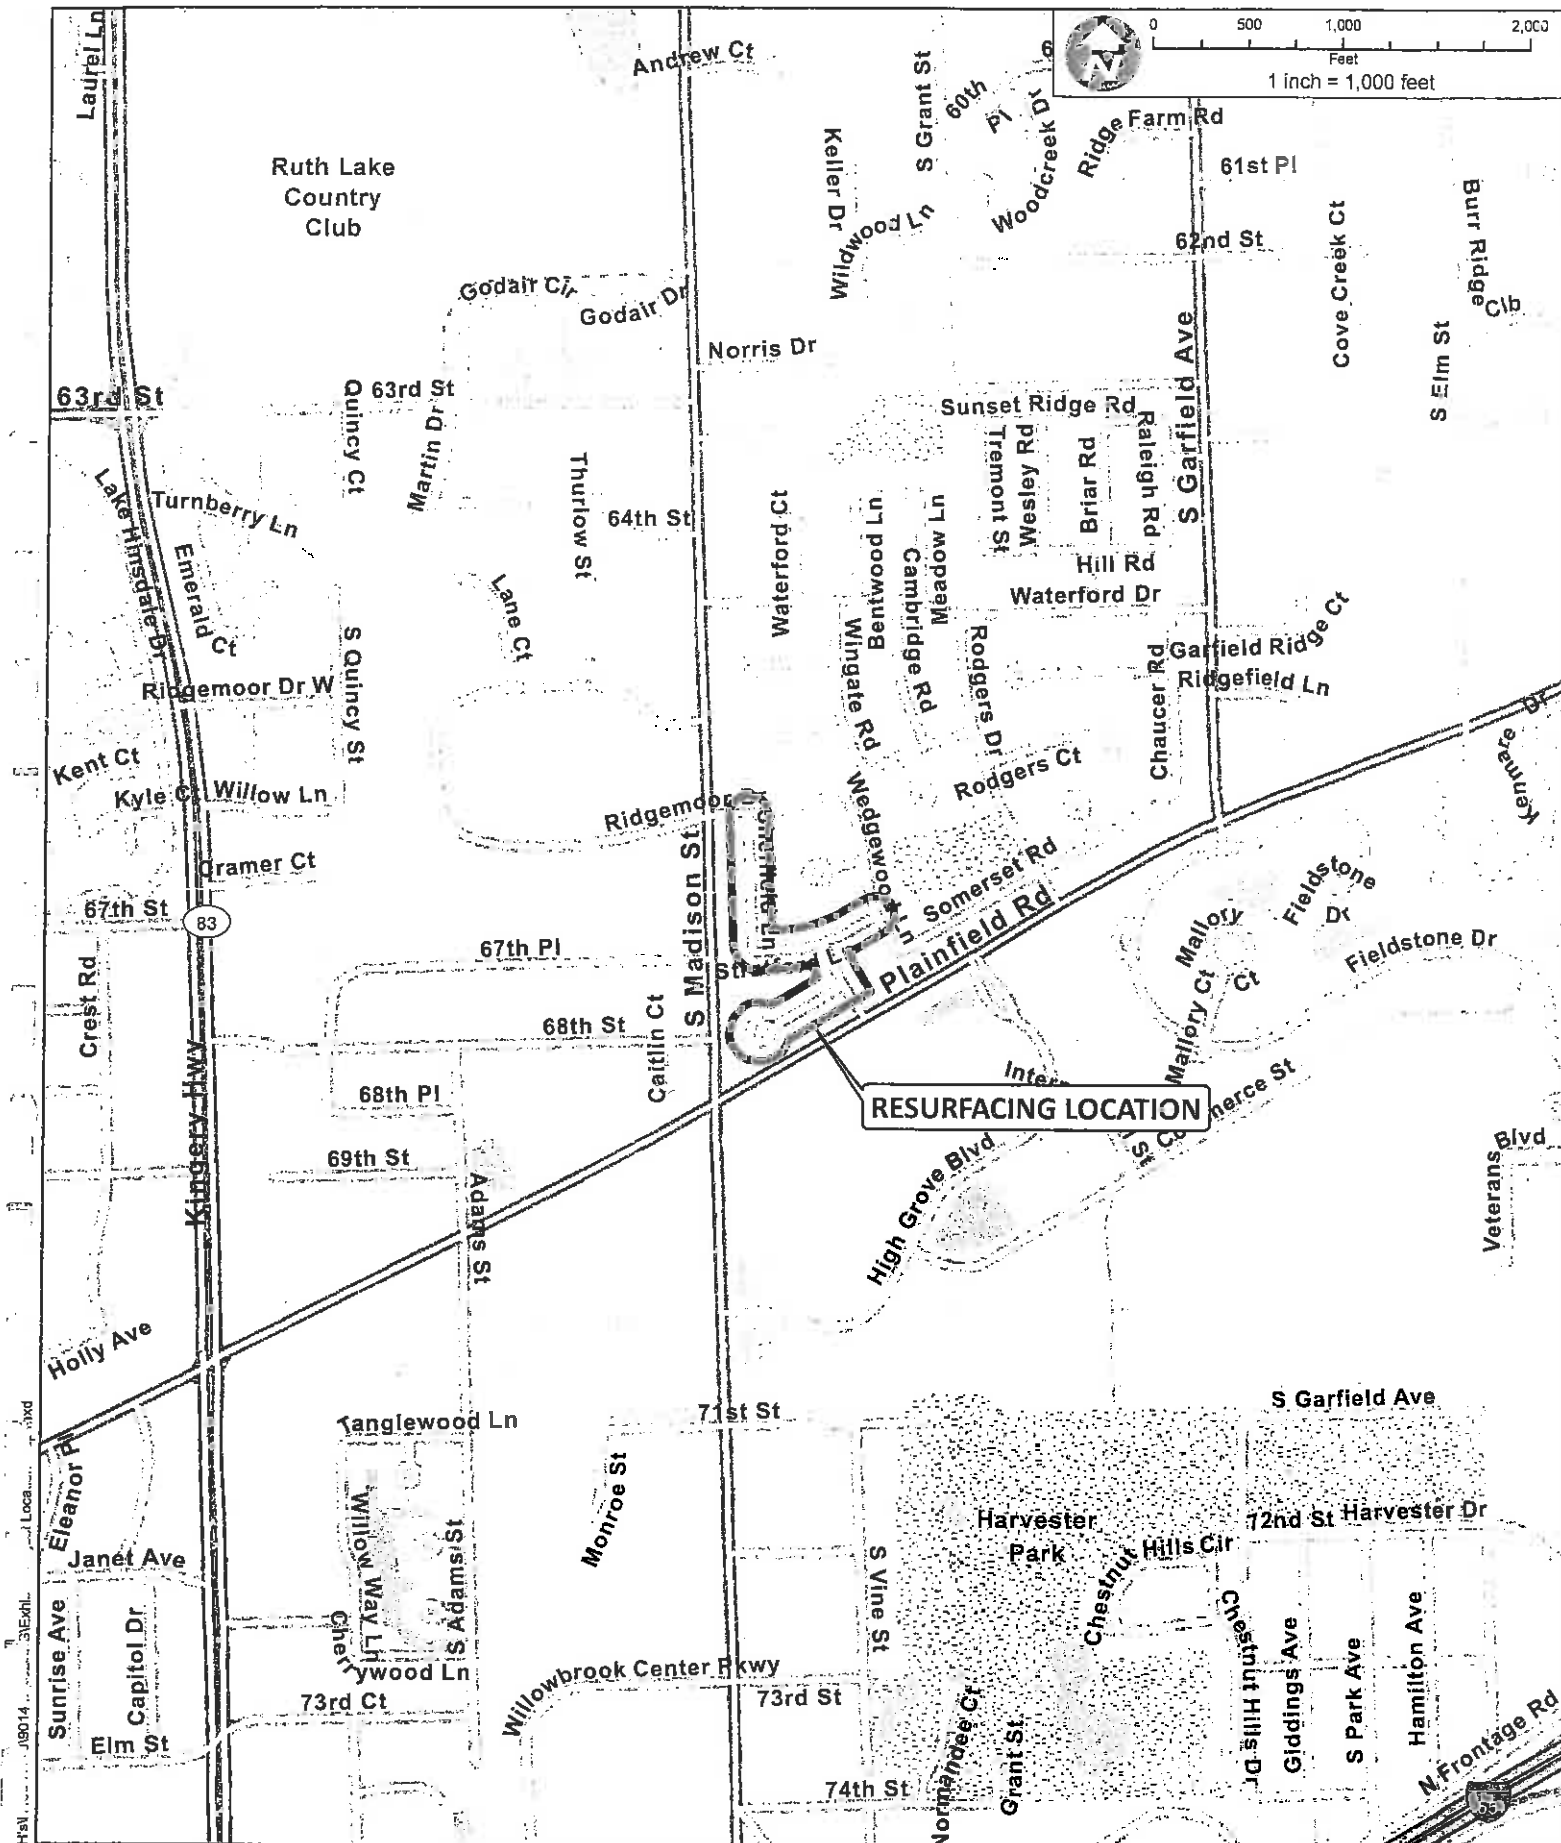 Laurel Ln
Andrew Ct
0 500 1,000 2,000
Feet
1 inch = 1,000 feet
N
S Grant St
60th
Pl
Woodcreek Dr
Ridge Farm Rd
61st Pl
Ruth Lake
Country
Club
Keller Dr
Wildwood Ln
62nd St
Cove Creek Ct
Burr Ridge
Clb
S Elm St
Godair Cir
Godair Dr
Norris Dr
S Garfield Ave
63rd St
63rd St
Quincy Ct
Martin Dr
Sunset Ridge Rd
Tremont St
Wesley Rd
Briar Rd
Raleigh Rd
Lake Hinsdale Dr
Turnberry Ln
Emerald Ct
Thurlow St
64th St
Waterford Ct
Bentwood Ln
Cambridge Rd
Meadow Ln
Hill Rd
Waterford Dr
Lane Ct
S Quincy St
Wingate Rd
Rodgers Dr
Chaucer Rd
Garfield Ridge Ct
Ridgefield Ln
Ridgemoor Dr W
Kent Ct
Kyle Ct
Willow Ln
Ridgemoor
Wedgewood Ln
Rodgers Ct
Dr
Kenmare
Cramer Ct
67th St
83
S Madison St
Somerset Rd
Plainfield Rd
Mallory
Ct
Fieldstone
Dr
Fieldstone Dr
67th Pl
Crest Rd
68th St
Caitlin Ct
Mallory Ct
Kingery Hwy
68th Pl
RESURFACING LOCATION
69th St
Adams St
High Grove Blvd
Veterans
Blvd
Holly Ave
Tanglewood Ln
71st St
S Garfield Ave
Eleanor Pl
Willow Way Ln
S Adams St
Monroe St
Harvester
Park
72nd St
Harvester Dr
Janet Ave
S Vine St
Chestnut Hills Cir
Sunrise Ave
Capitol Dr
Cherrywood Ln
Willowbrook Center Pkwy
73rd Ct
73rd St
Chestnut Hills Dr
Giddings Ave
S Park Ave
Hamilton Ave
Elm St
Normandee Ct
Grant St
74th St
N Frontage Rd
55